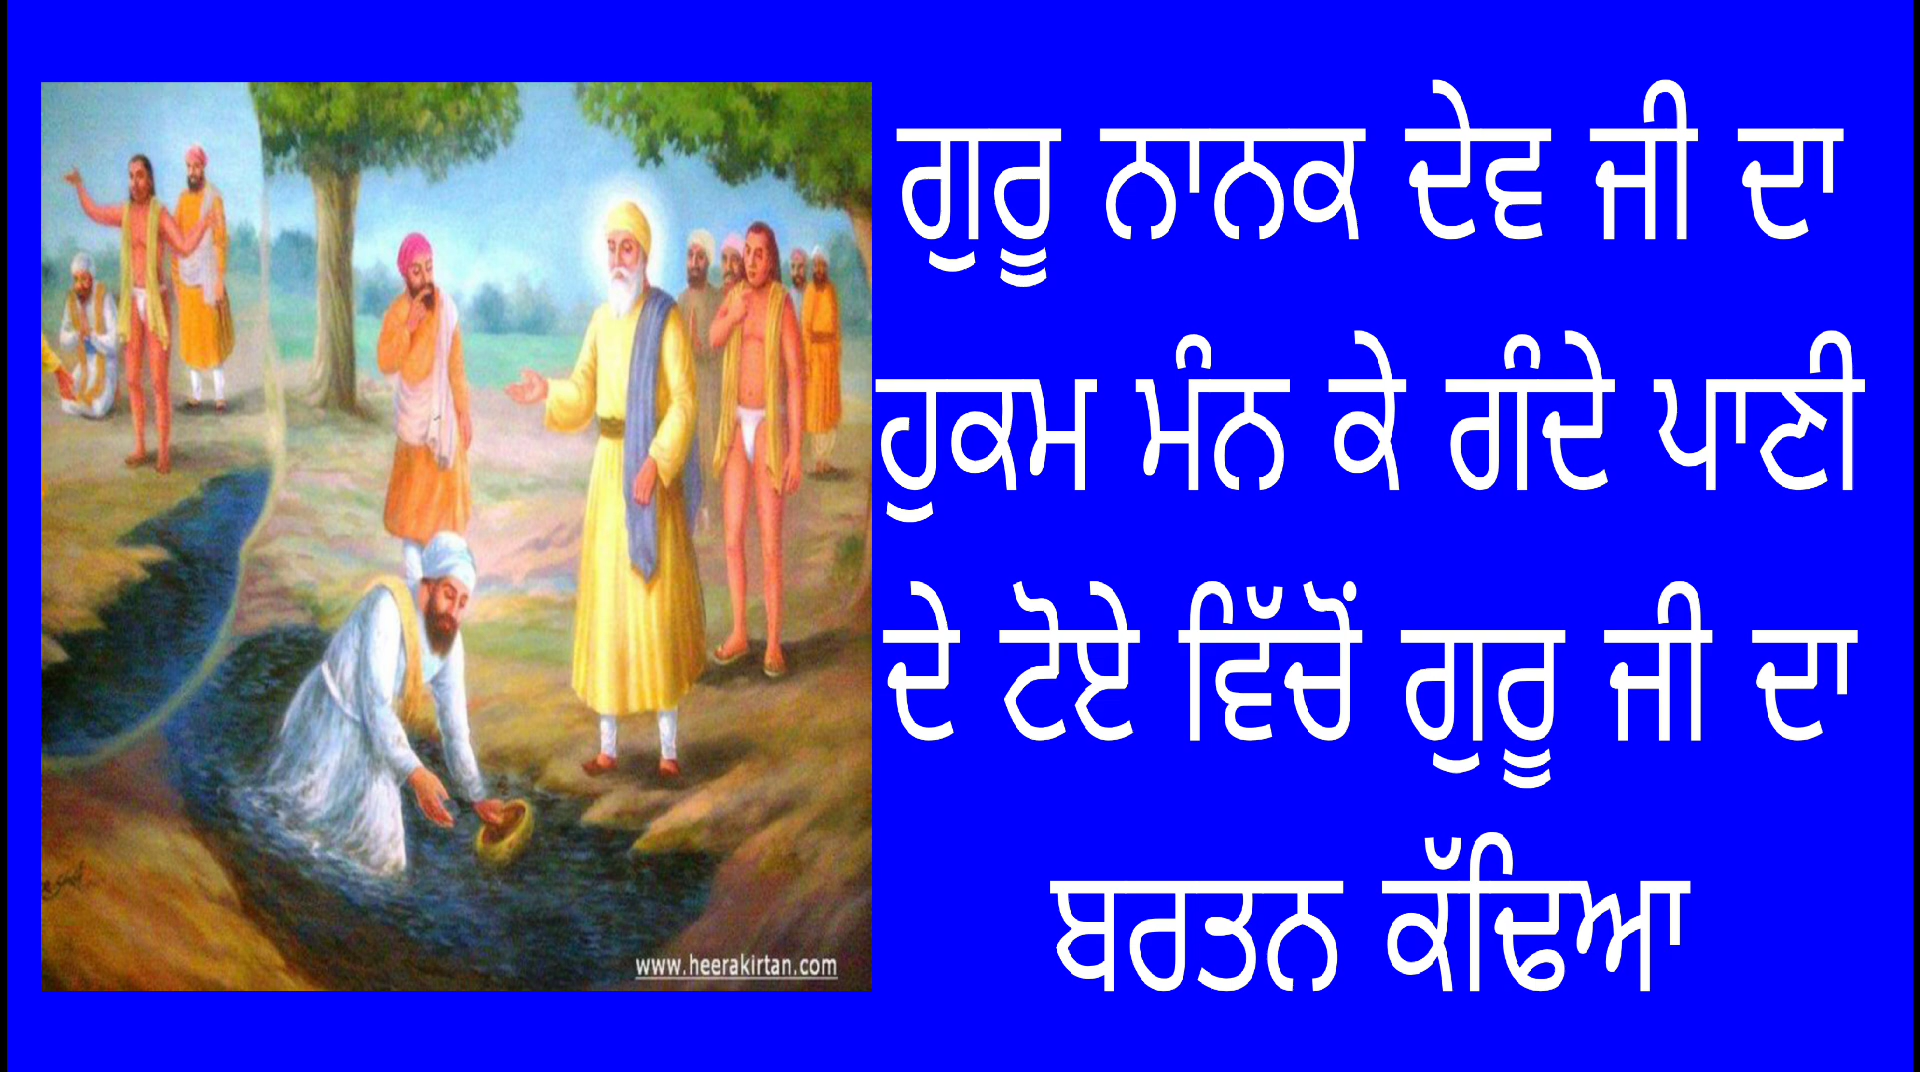 ਗੁਰੂ ਨਾਨਕ ਦੇਵ ਜੀ ਦਾ
ਹੁਕਮ ਮੰਨ ਕੇ ਗੰਦੇ ਪਾਣੀ
ਦੇ ਟੋਏ ਵਿੱਚੋਂ ਗੁਰੂ ਜੀ ਦਾ
ਬਰਤਨ ਕੱਢਿਆ
www.heerakirtan.com